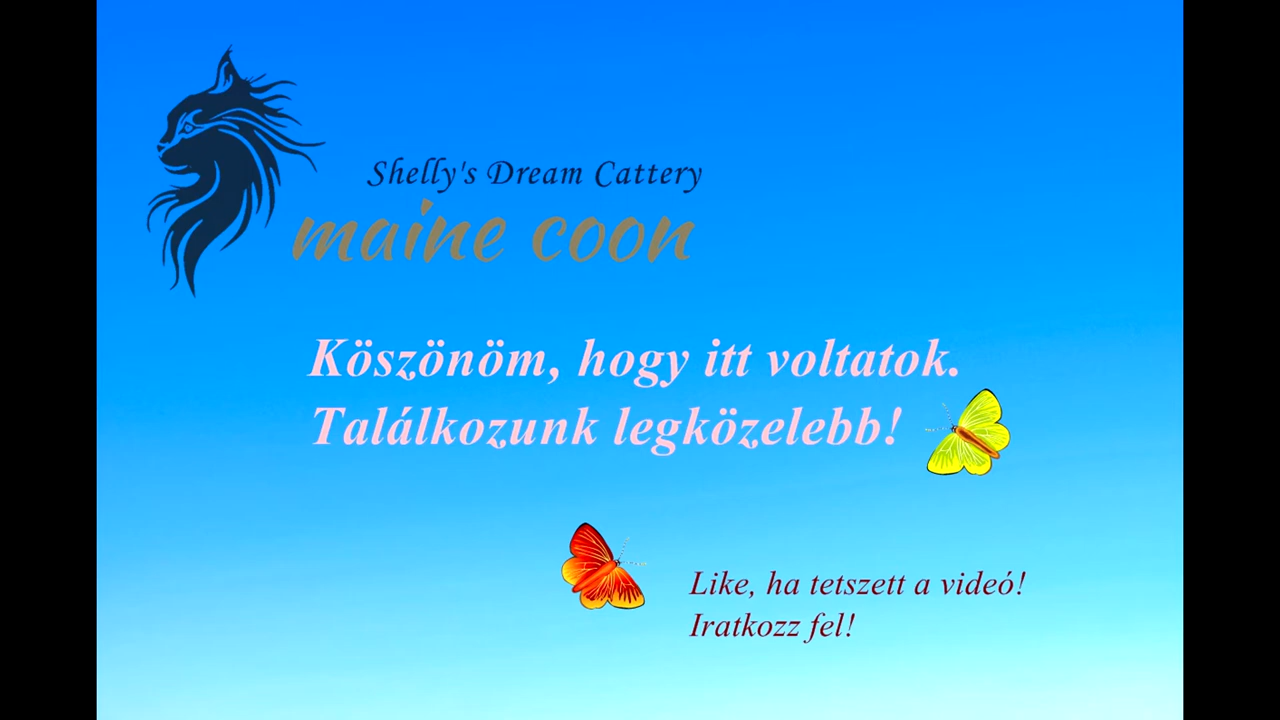 Shelly's Dream Cattery
maine coon
Köszönöm, hogy itt voltatok.
Találkozunk legközelebb!
Like, ha tetszett a videó!
Iratkozz fel!